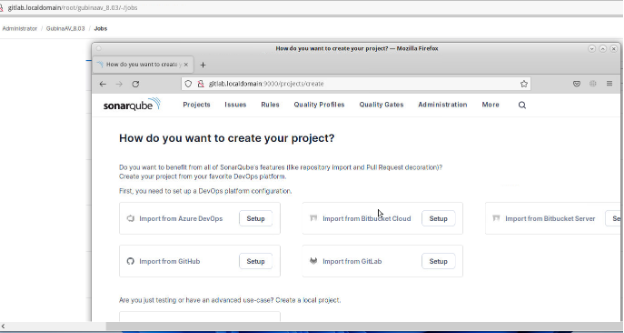 gitlab.localdomain/root/gubinaav_8.03/-/jobs
Administrator / GubinaAV_8.03 / Jobs
How do you want to create your project? — Mozilla Firefox
How do you want to create
gitlab.localdomain:9000/projects/create
sonarqube Projects Issues Rules Quality Profiles Quality Gates Administration More
How do you want to create your project?
Do you want to benefit from all of SonarQube's features (like repository import and Pull Request decoration)?
Create your project from your favorite DevOps platform.
First, you need to set up a DevOps platform configuration.
Import from Azure DevOps Setup Import from Bitbucket Cloud Setup Import from Bitbucket Server Se
Import from GitHub Setup Import from GitLab Setup
Are you just testing or have an advanced use-case? Create a local project.